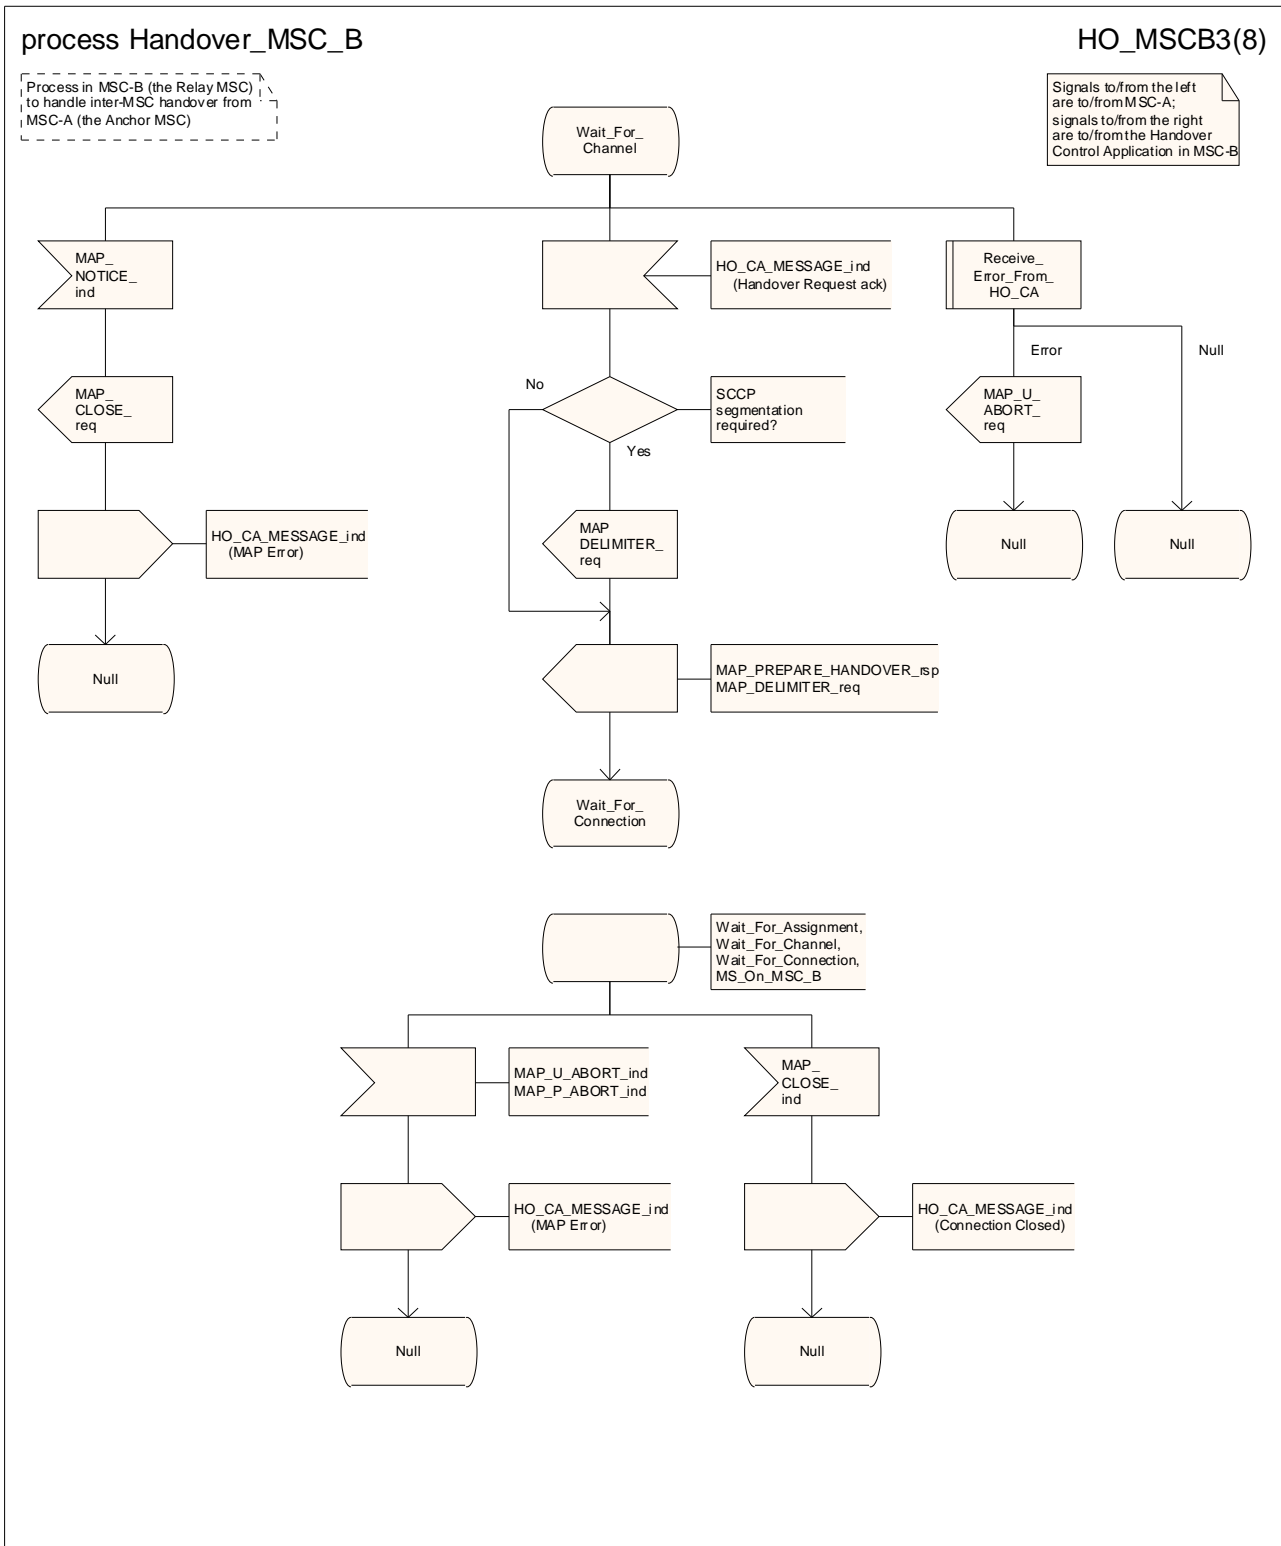 process Handover_MSC_B
HO_MSCB3(8)
Process in MSC-B (the Relay MSC)
to handle inter-MSC handover from
MSC-A (the Anchor MSC)
Signals to/from the left
are to/from MSC-A;
signals to/from the right
are to/from the Handover
Control Application in MSC-B
Wait_For_
Channel
MAP_
NOTICE_
ind
HO_CA_MESSAGE_ind
(Handover Request ack)
Receive_
Error_From_
HO_CA
Error
Null
MAP_
CLOSE_
req
No
SCCP
segmentation
required?
Yes
MAP_U_
ABORT_
req
HO_CA_MESSAGE_ind
(MAP Error)
MAP
DELIMITER_
req
Null
Null
Null
MAP_PREPARE_HANDOVER_rsp
MAP_DELIMITER_req
Wait_For_
Connection
Wait_For_Assignment,
Wait_For_Channel,
Wait_For_Connection,
MS_On_MSC_B
MAP_U_ABORT_ind
MAP_P_ABORT_ind
MAP_
CLOSE_
ind
HO_CA_MESSAGE_ind
(MAP Error)
HO_CA_MESSAGE_ind
(Connection Closed)
Null
Null